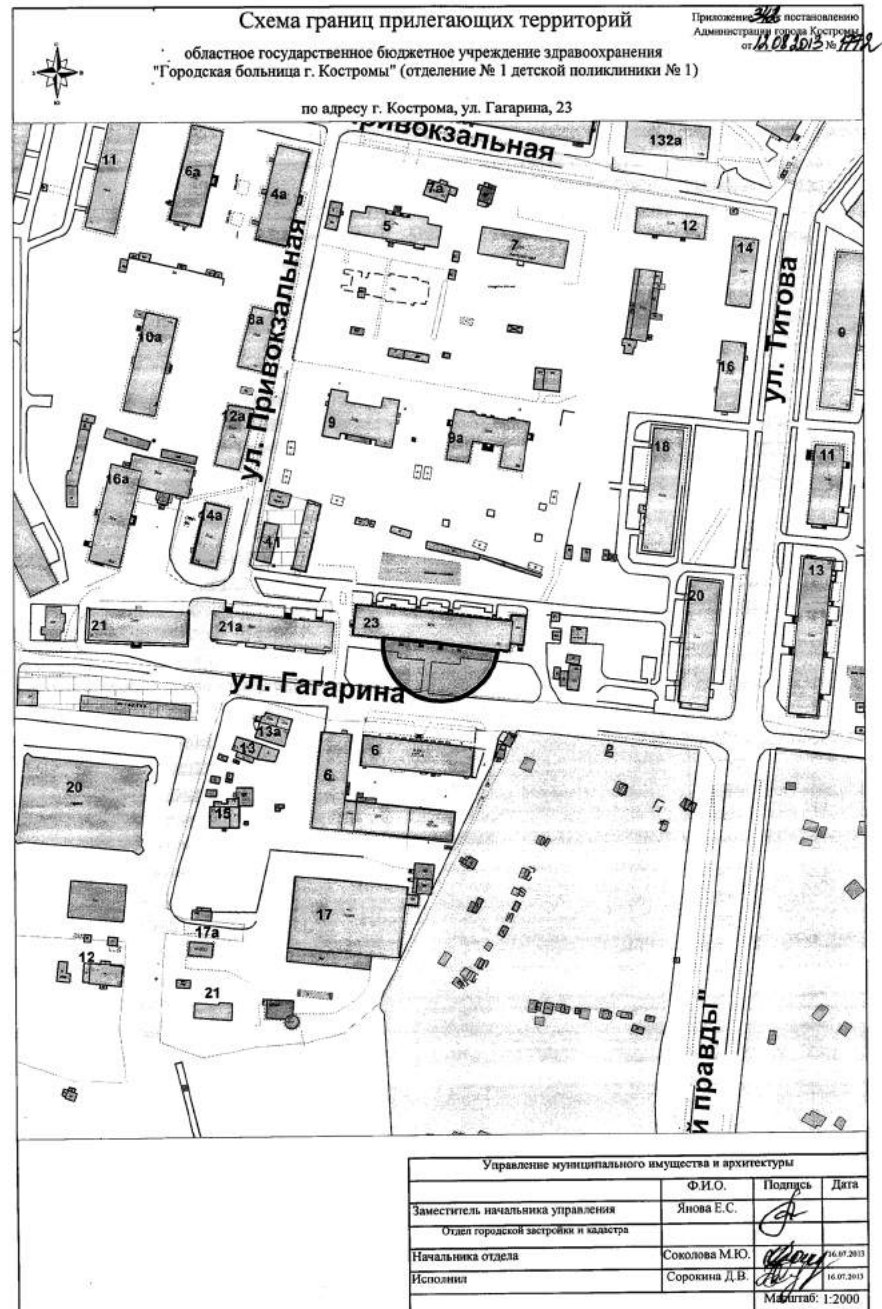 Схема границ прилегающих территорий
Приложение 342 к постановлению
Администрации города Костромы
от 12.08.2013 № 1772
областное государственное бюджетное учреждение здравоохранения
"Городская больница г. Костромы" (отделение № 1 детской поликлиники № 1)
по адресу г. Кострома, ул. Гагарина, 23
ривокзальная
132а
11
6а
4а
7а
5
7
12
14
ул. Привокзальная
ул. Титова
9
10а
8а
16
12а
9
9а
18
11
16а
14а
41
13
20
21
21а
23
ул. Гагарина
13а
13
6
6
20
15
17
17а
12
21
й правды"
Управление муниципального имущества и архитектуры
Ф.И.О. Подпись Дата
Заместитель начальника управления Янова Е.С.
Отдел городской застройки и кадастра
Начальника отдела Соколова М.Ю. 16.07.2013
Исполнил Сорокина Д.В. 16.07.2013
Масштаб: 1:2000